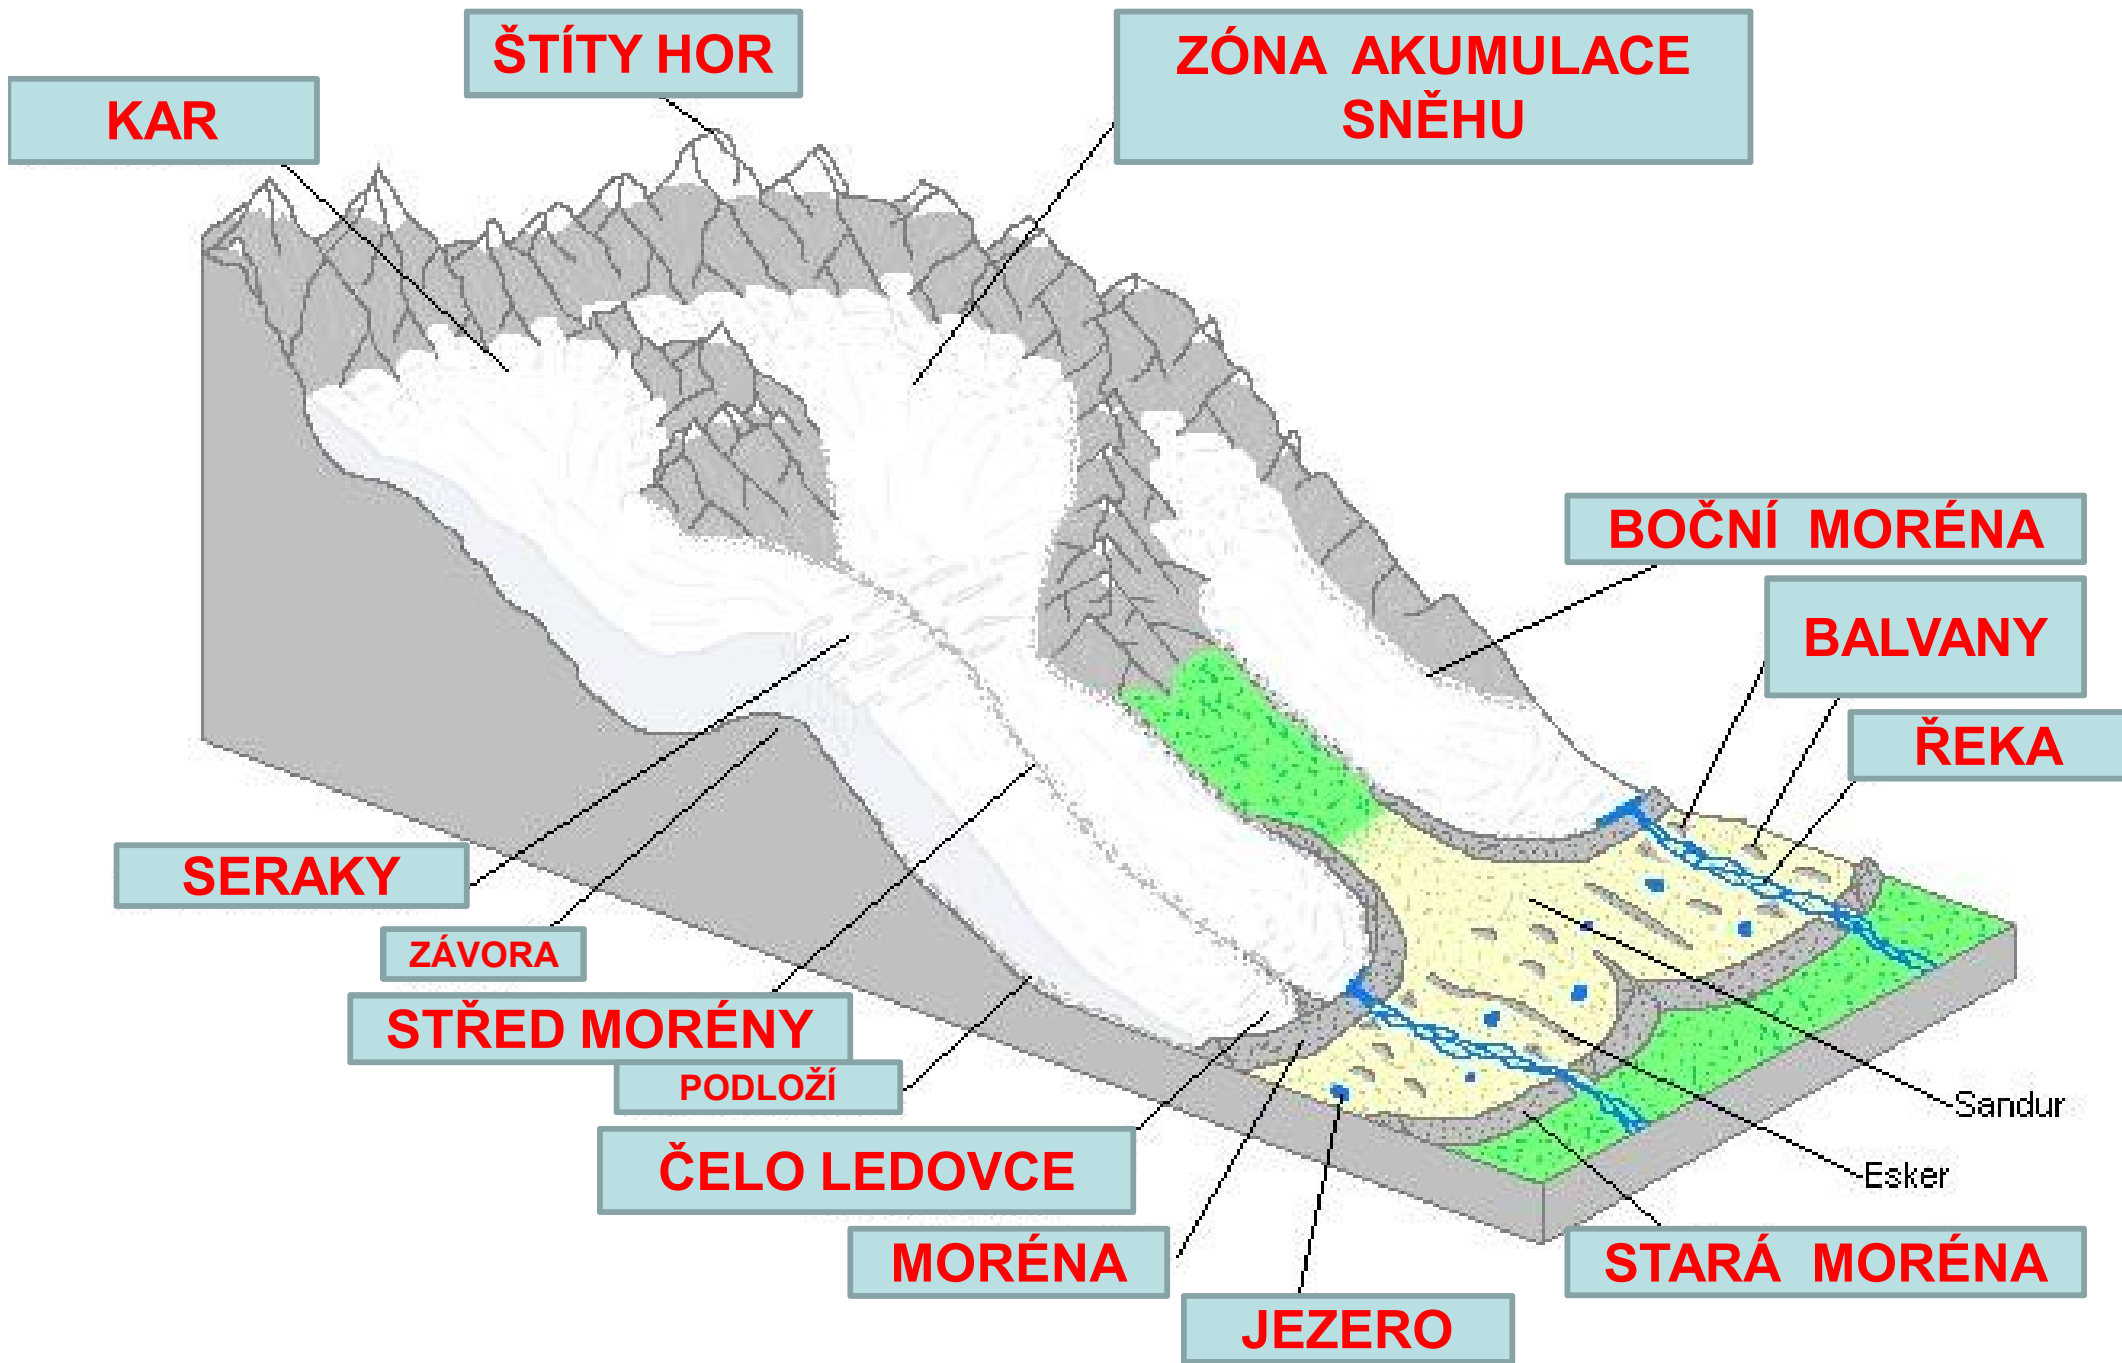 ŠTÍTY HOR
ZÓNA AKUMULACE
SNĚHU
KAR
BOČNÍ MORÉNA
BALVANY
ŘEKA
SERAKY
ZÁVORA
STŘED MORÉNY
PODLOŽÍ
Sandur
ČELO LEDOVCE
Esker
MORÉNA
STARÁ MORÉNA
JEZERO